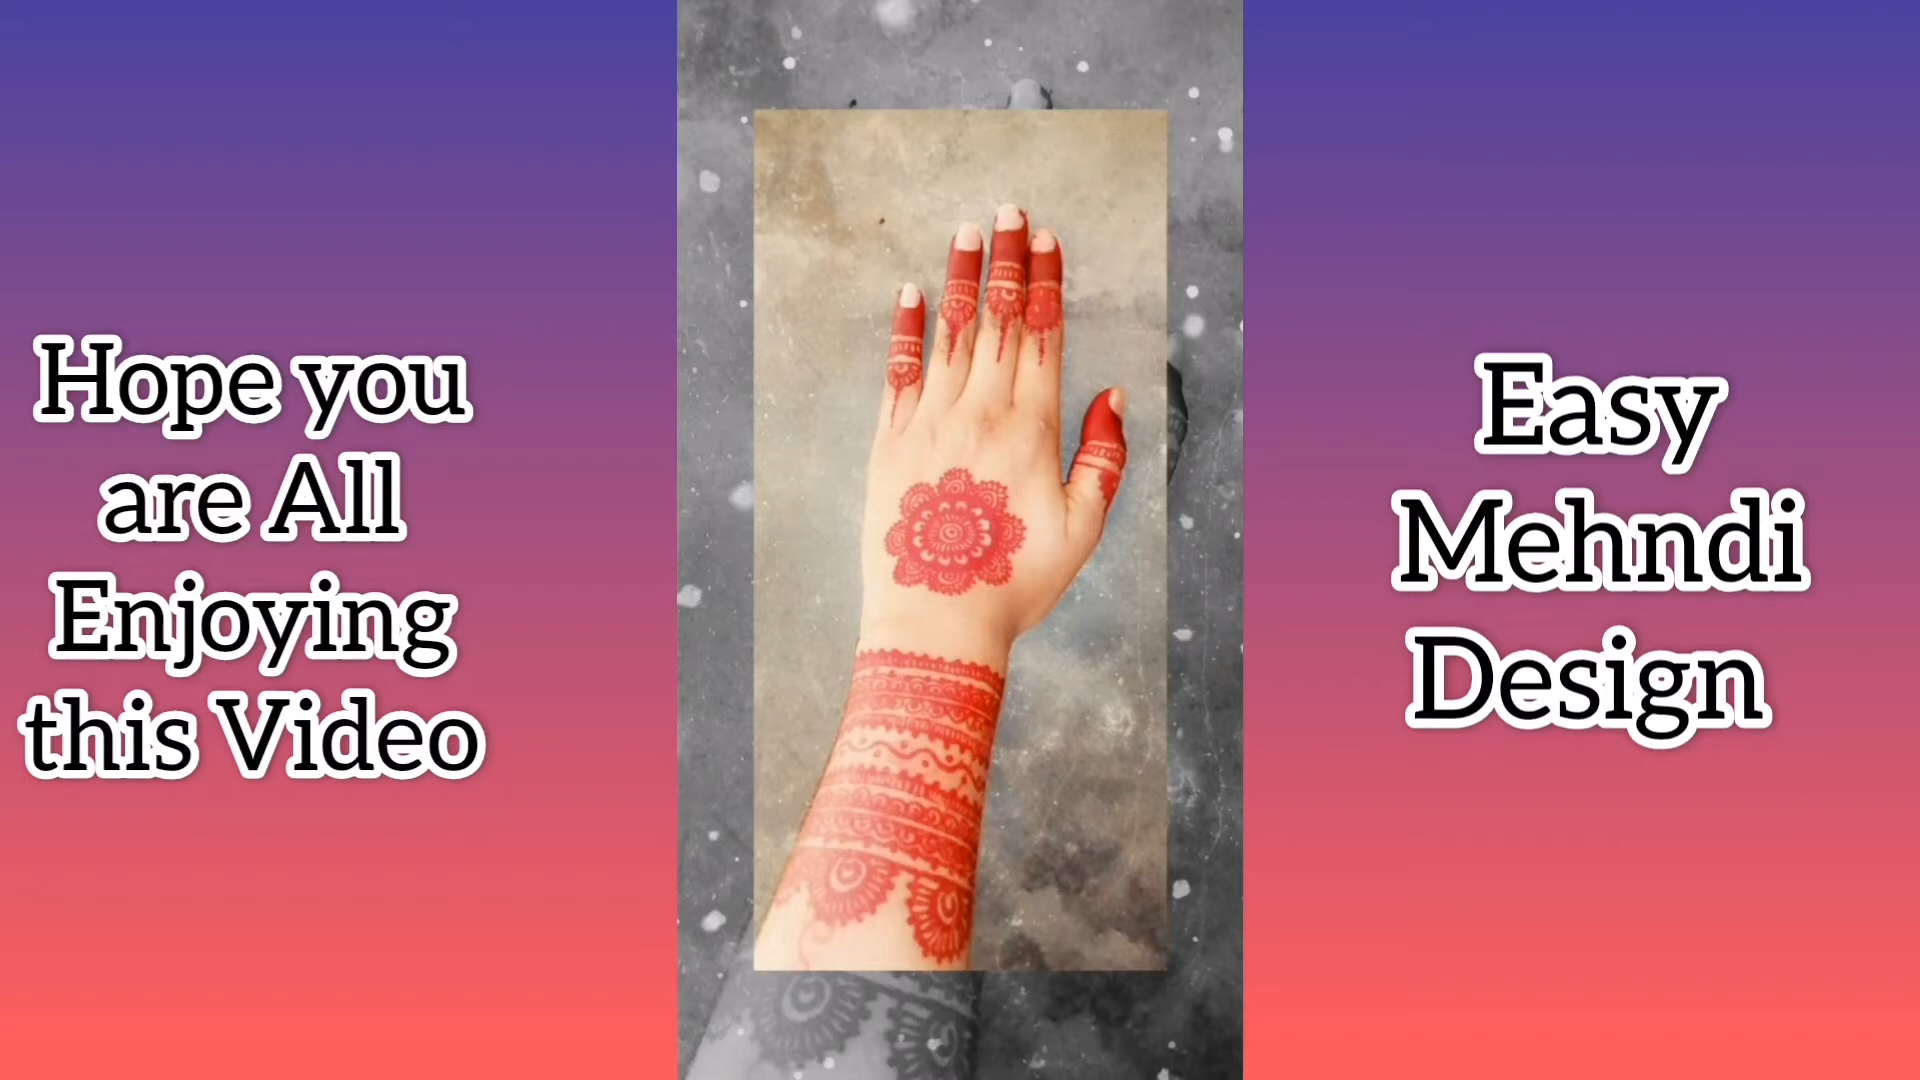 Hope you
are All
Enjoying
this Video
Easy
Mehndi
Design